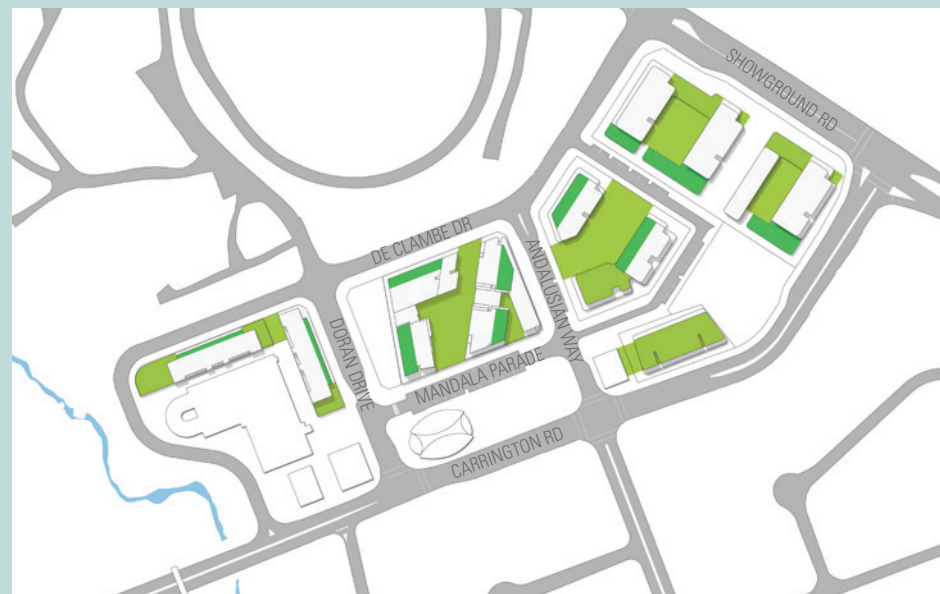 SHOWGROUND RD
DE CLAMBE DR
ANDALUSIAN WAY
DORAN DRIVE
MANDALA PARADE
CARRINGTON RD